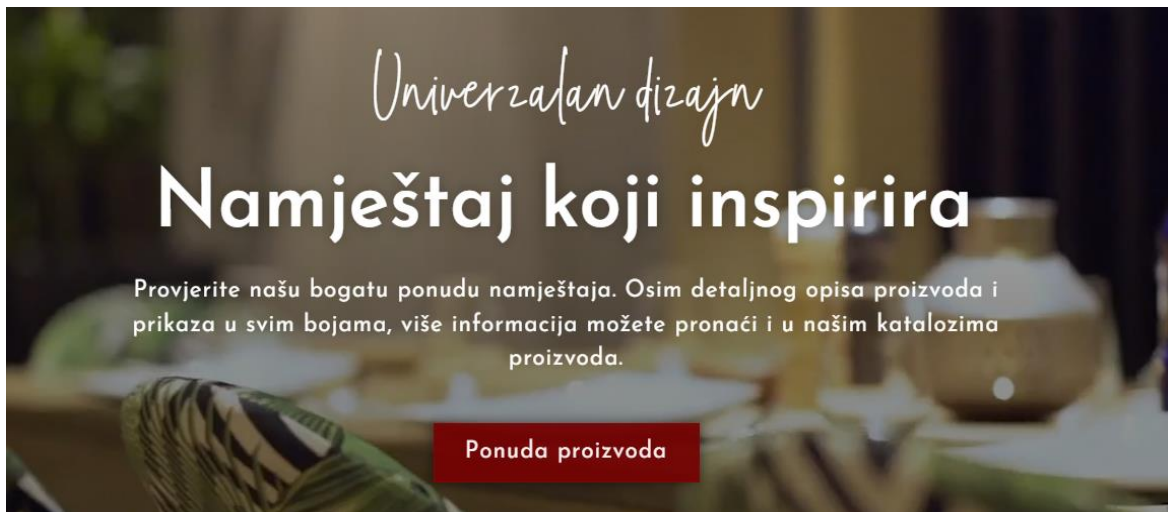 Univerzalan dizajn
Namještaj koji inspirira
Provjerite našu bogatu ponudu namještaja. Osim detaljnog opisa proizvoda i
prikaza u svim bojama, više informacija možete pronaći i u našim katalozima
proizvoda.
Ponuda proizvoda